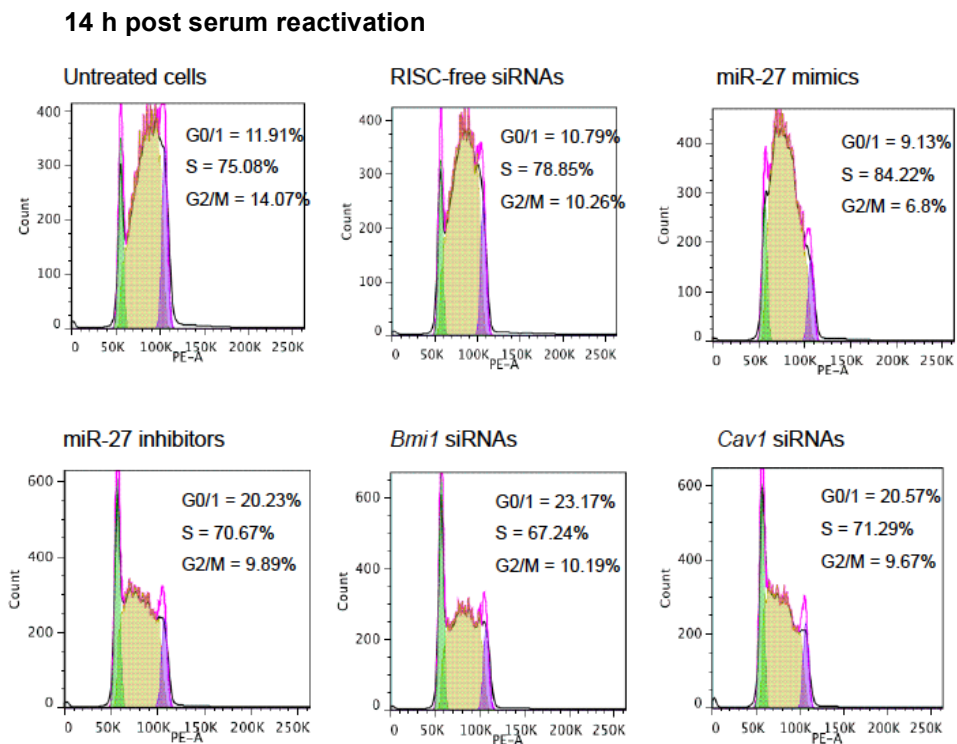 14 h post serum reactivation
Untreated cells
400
300
200
100
0
Count
G0/1 = 11.91%
S = 75.08%
G2/M = 14.07%
0 50K 100K 150K 200K 250K
PE-A
RISC-free siRNAs
400
300
200
100
0
Count
G0/1 = 10.79%
S = 78.85%
G2/M = 10.26%
0 50K 100K 150K 200K 250K
PE-A
miR-27 mimics
400
300
200
100
0
Count
G0/1 = 9.13%
S = 84.22%
G2/M = 6.8%
0 50K 100K 150K 200K 250K
PE-A
miR-27 inhibitors
600
400
200
0
Count
G0/1 = 20.23%
S = 70.67%
G2/M = 9.89%
0 50K 100K 150K 200K 250K
PE-A
Bmi1 siRNAs
600
400
200
0
Count
G0/1 = 23.17%
S = 67.24%
G2/M = 10.19%
0 50K 100K 150K 200K 250K
PE-A
Cav1 siRNAs
600
400
200
0
Count
G0/1 = 20.57%
S = 71.29%
G2/M = 9.67%
0 50K 100K 150K 200K 250K
PE-A